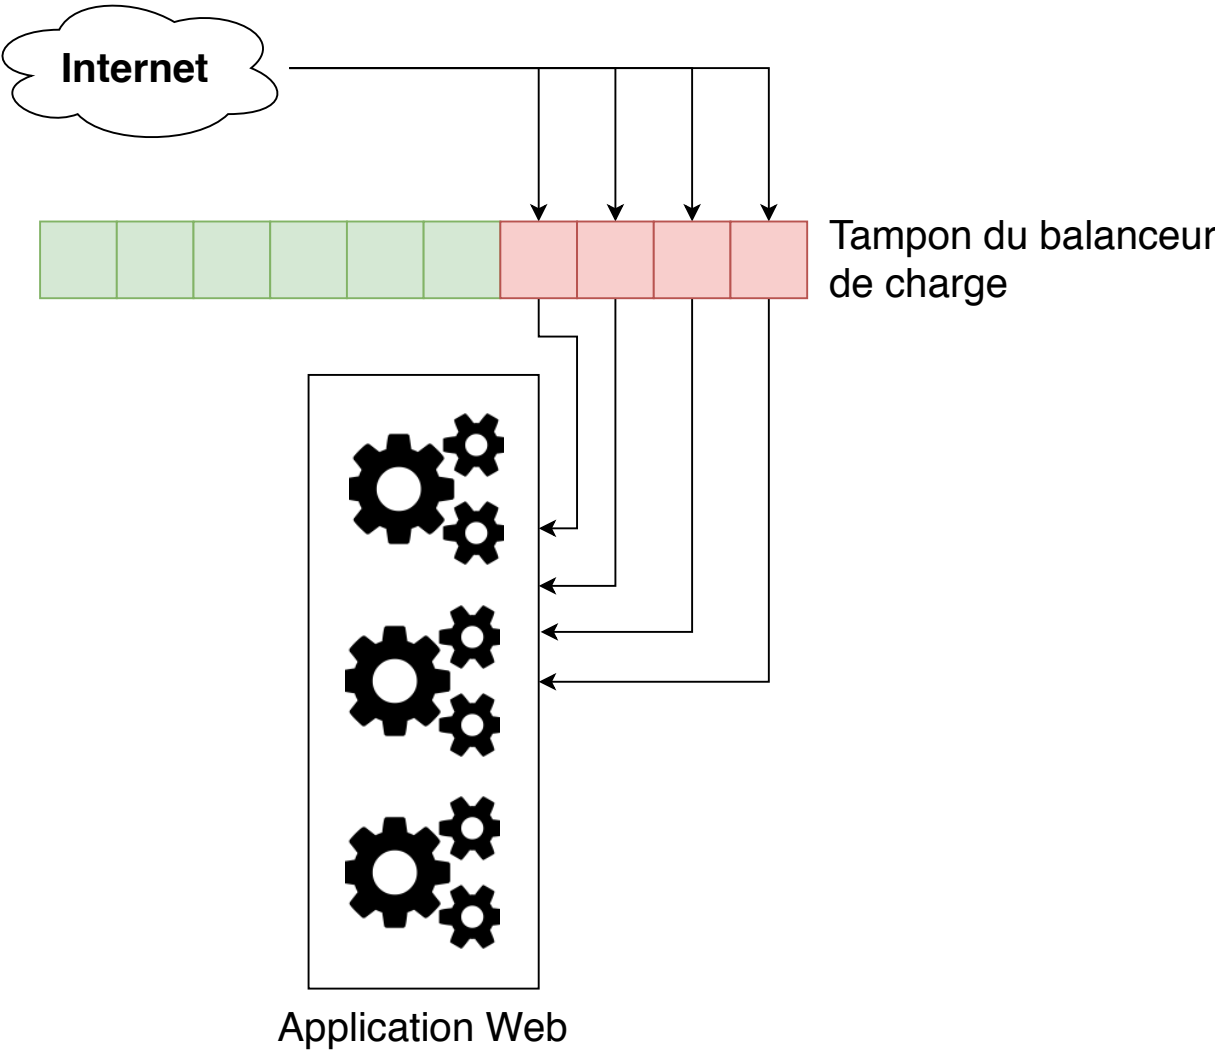 Internet
Tampon du balanceur
de charge
Application Web